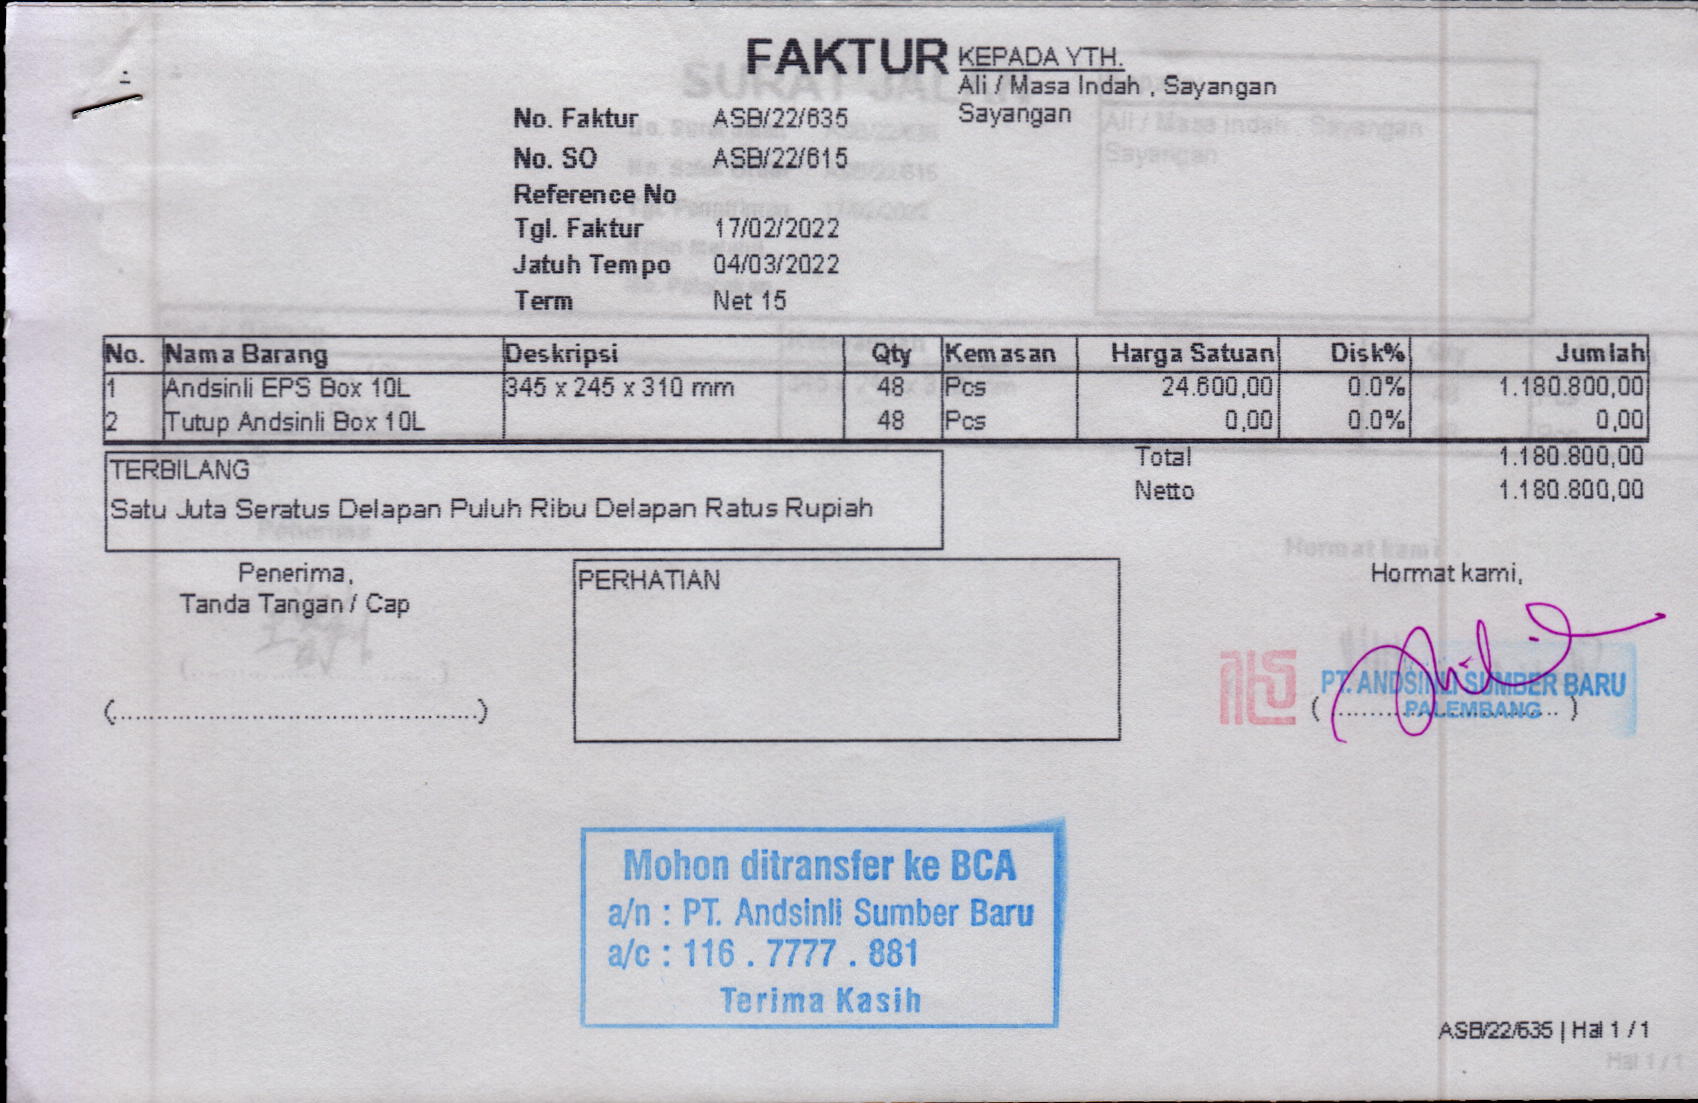 FAKTUR
KEPADA YTH.
Ali / Masa Indah , Sayangan
Sayangan
No. Faktur ASB/22/635
No. SO ASB/22/615
Reference No
Tgl. Faktur 17/02/2022
Jatuh Tempo 04/03/2022
Term Net 15
No. Nama Barang Deskripsi Qty Kemasan Harga Satuan Disk% Jumlah
1 Andsinli EPS Box 10L 345 x 245 x 310 mm 48 Pcs 24.600,00 0.0% 1.180.800,00
2 Tutup Andsinli Box 10L 48 Pcs 0,00 0.0% 0,00
Total 1.180.800,00
Netto 1.180.800,00
TERBILANG
Satu Juta Seratus Delapan Puluh Ribu Delapan Ratus Rupiah
Penerima,
Tanda Tangan / Cap
(................................................)
PERHATIAN
Hormat kami,
PT. ANDSINLI SUMBER BARU
PALEMBANG
Mohon ditransfer ke BCA
a/n : PT. Andsinli Sumber Baru
a/c : 116 . 7777 . 881
Terima Kasih
ASB/22/635 | Hal 1 / 1